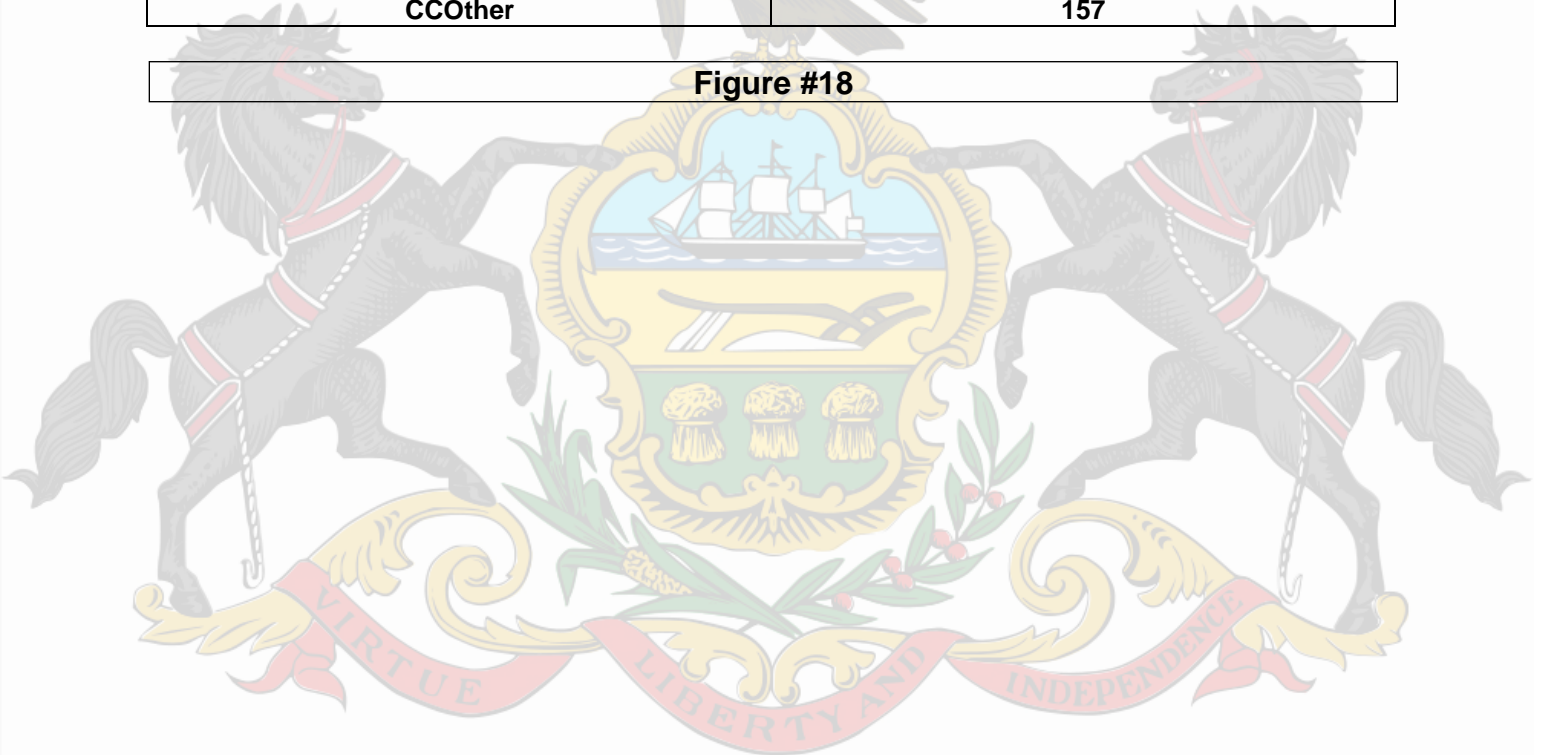 CCOther 157
Figure #18
VIRTUE
LIBERTY AND
INDEPENDENCE